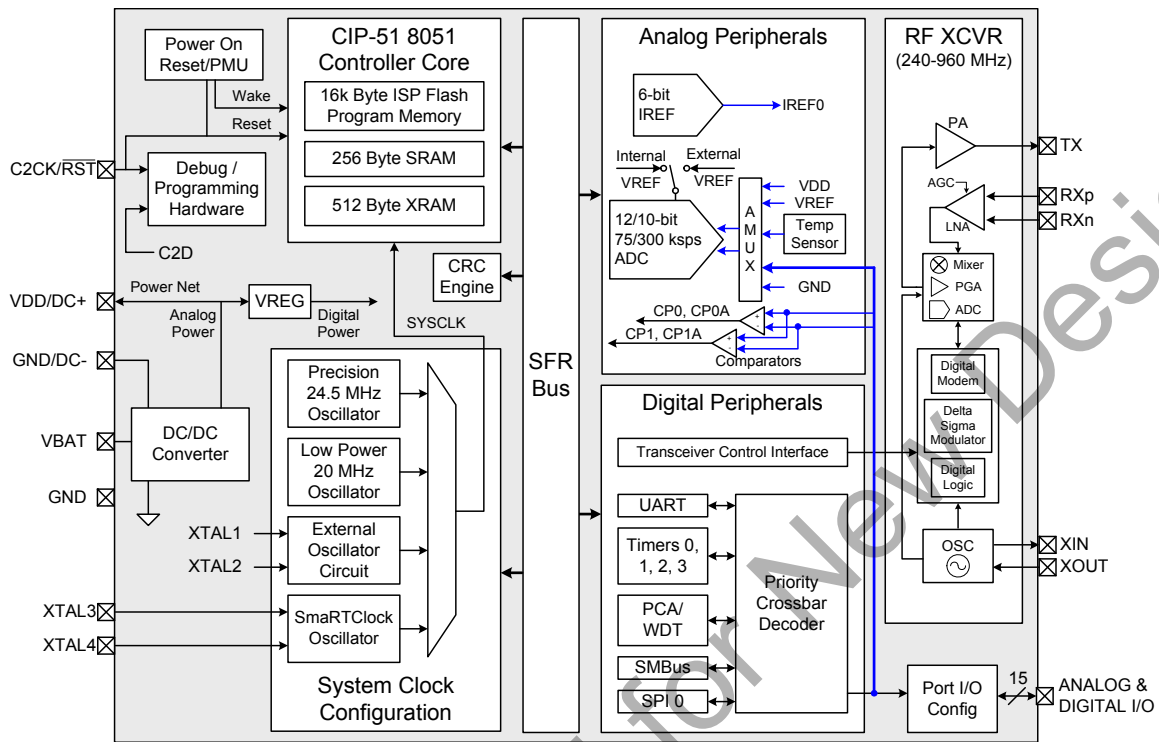 Power On
Reset/PMU
Wake
Reset
C2CK/RST
Debug /
Programming
Hardware
C2D
VDD/DC+
Power Net
Analog
Power
VREG
Digital
Power
GND/DC-
VBAT
DC/DC
Converter
GND
XTAL1
XTAL2
XTAL3
XTAL4
CIP-51 8051
Controller Core
16k Byte ISP Flash
Program Memory
256 Byte SRAM
512 Byte XRAM
CRC
Engine
SYSCLK
Precision
24.5 MHz
Oscillator
Low Power
20 MHz
Oscillator
External
Oscillator
Circuit
SmaRTClock
Oscillator
System Clock
Configuration
SFR
Bus
Analog Peripherals
6-bit
IREF
IREF0
Internal
VREF
External
VREF
12/10-bit
75/300 ksps
ADC
A
M
U
X
VDD
VREF
Temp
Sensor
GND
CP0, CP0A
CP1, CP1A
+
-
+
-
Comparators
Digital Peripherals
Transceiver Control Interface
UART
Timers 0,
1, 2, 3
PCA/
WDT
SMBus
SPI 0
Priority
Crossbar
Decoder
RF XCVR
(240-960 MHz)
PA
AGC
LNA
Mixer
PGA
ADC
Digital
Modem
Delta
Sigma
Modulator
Digital
Logic
OSC
TX
RXp
RXn
XIN
XOUT
Port I/O
Config
15
ANALOG &
DIGITAL I/O
for New Desi